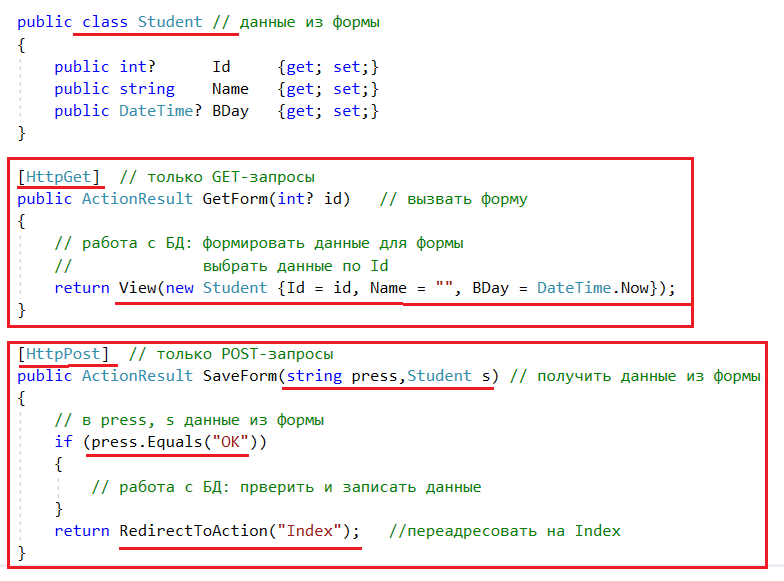 public class Student // данные из формы
{
    public int?      Id     {get; set;}
    public string    Name   {get; set;}
    public DateTime? BDay   {get; set;}
}
[HttpGet]  // только GET-запросы
public ActionResult GetForm(int? id)   // вызвать форму
{
    // работа с БД: формировать данные для формы
    //              выбрать данные по Id
    return View(new Student {Id = id, Name = "", BDay = DateTime.Now});
}
[HttpPost]  // только POST-запросы
public ActionResult SaveForm(string press,Student s) // получить данные из формы
{
    // в press, s данные из формы
    if (press.Equals("OK"))
    {
        // работа с БД: прверить и записать данные
    }
    return RedirectToAction("Index");   //переадресовать на Index
}